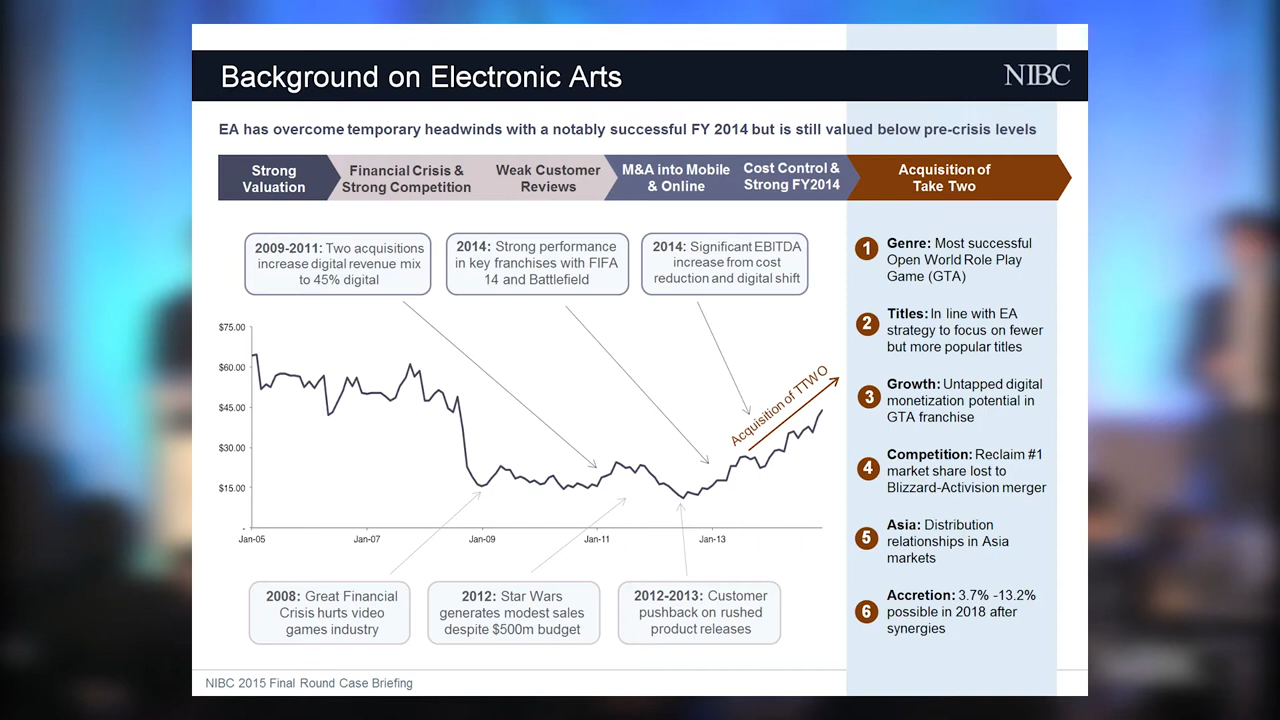 Background on Electronic Arts
NIBC
EA has overcome temporary headwinds with a notably successful FY 2014 but is still valued below pre-crisis levels
Strong
Valuation
Financial Crisis &
Strong Competition
Weak Customer
Reviews
M&A into Mobile
& Online
Cost Control &
Strong FY2014
Acquisition of
Take Two
2009-2011: Two acquisitions
increase digital revenue mix
to 45% digital
2014: Strong performance
in key franchises with FIFA
14 and Battlefield
2014: Significant EBITDA
increase from cost
reduction and digital shift
$75.00
$60.00
$45.00
$30.00
$15.00
-
Jan-05
Jan-07
Jan-09
Jan-11
Jan-13
Acquisition of TTWO
2008: Great Financial
Crisis hurts video
games industry
2012: Star Wars
generates modest sales
despite $500m budget
2012-2013: Customer
pushback on rushed
product releases
1
Genre: Most successful
Open World Role Play
Game (GTA)
2
Titles: In line with EA
strategy to focus on fewer
but more popular titles
3
Growth: Untapped digital
monetization potential in
GTA franchise
4
Competition: Reclaim #1
market share lost to
Blizzard-Activision merger
5
Asia: Distribution
relationships in Asia
markets
6
Accretion: 3.7% -13.2%
possible in 2018 after
synergies
NIBC 2015 Final Round Case Briefing